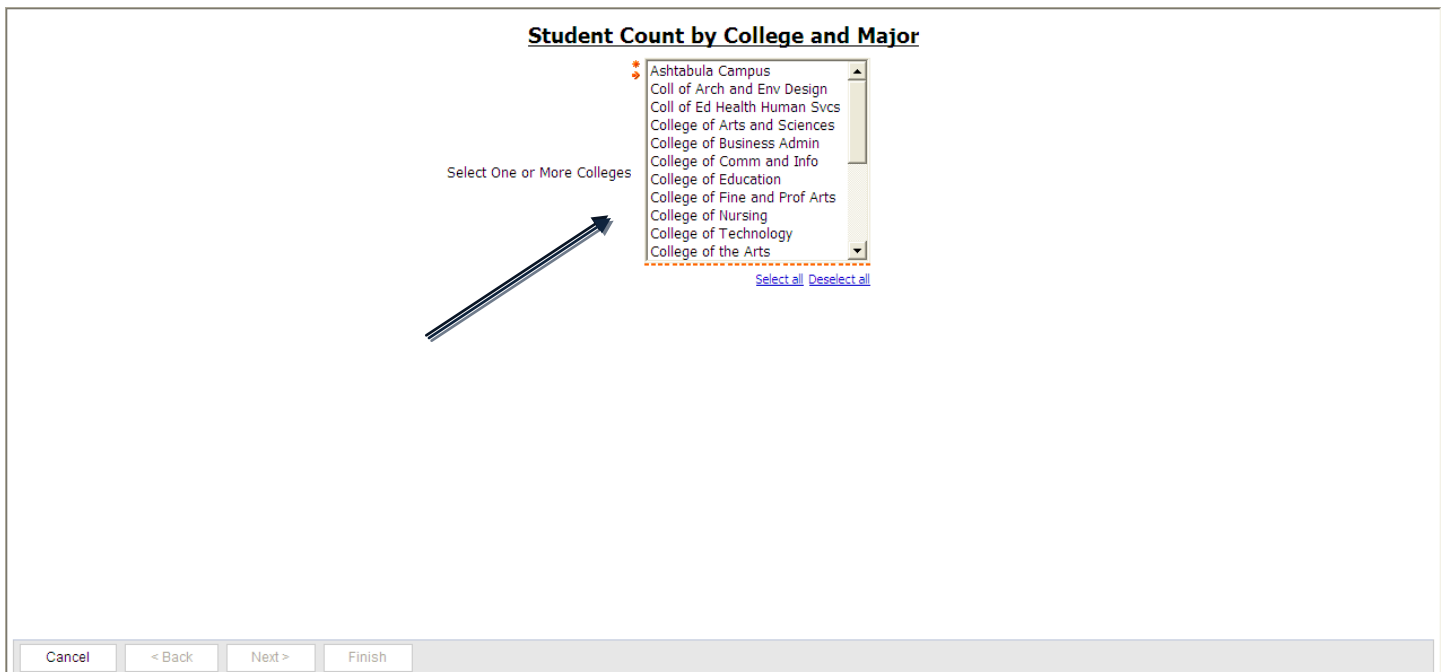 Student Count by College and Major
Ashtabula Campus
Coll of Arch and Env Design
Coll of Ed Health Human Svcs
College of Arts and Sciences
College of Business Admin
College of Comm and Info
Select One or More Colleges
College of Education
College of Fine and Prof Arts
College of Nursing
College of Technology
College of the Arts
Select all Deselect all
Cancel < Back Next > Finish